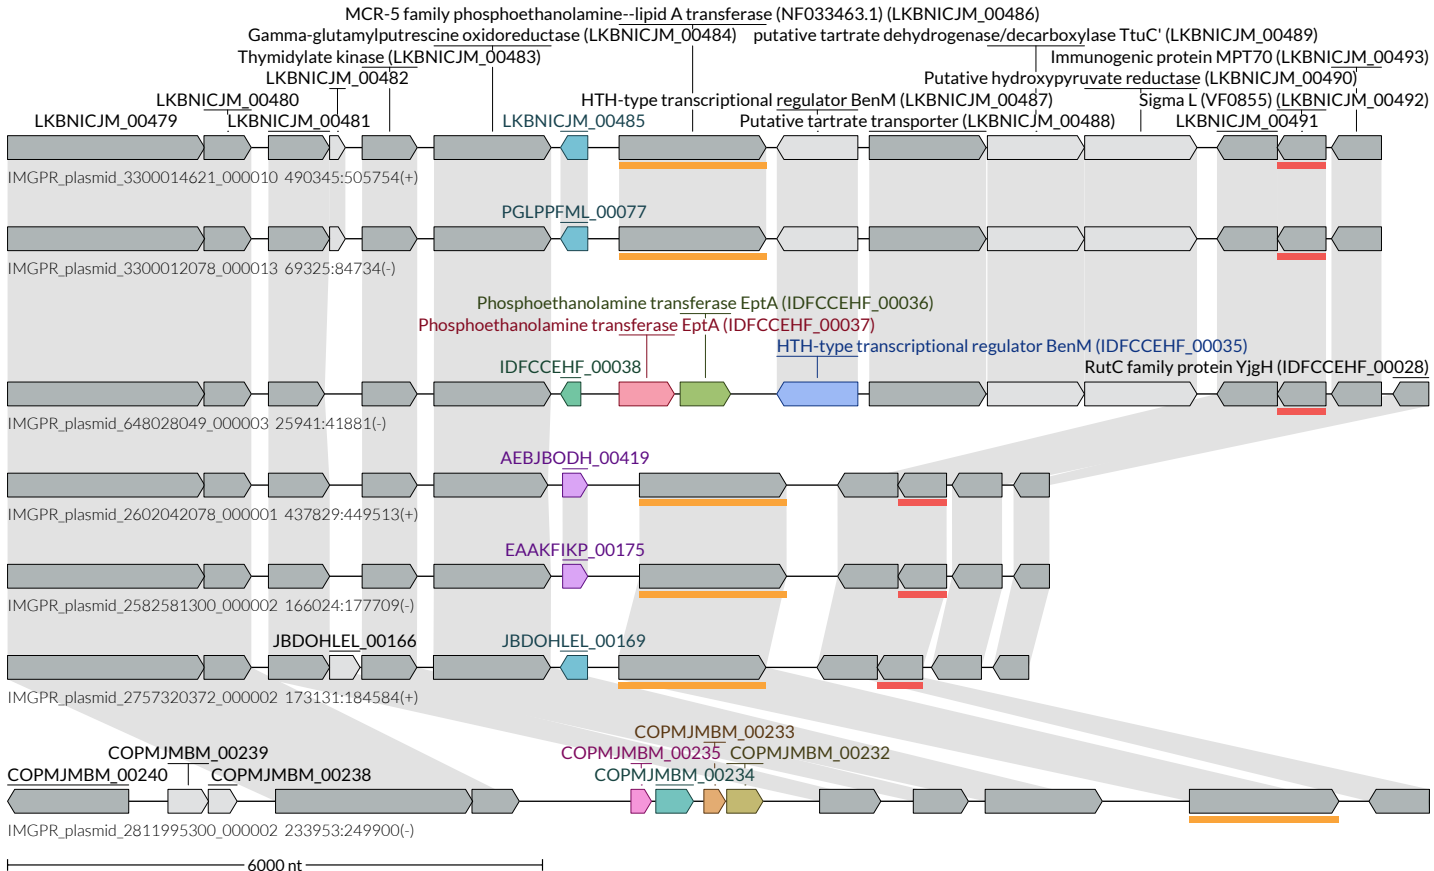 MCR-5 family phosphoethanolamine--lipid A transferase (NF033463.1) (LKBNICJM_00486)
Gamma-glutamylputrescine oxidoreductase (LKBNICJM_00484) putative tartrate dehydrogenase/decarboxylase TtuC' (LKBNICJM_00489)
Thymidylate kinase (LKBNICJM_00483) Immunogenic protein MPT70 (LKBNICJM_00493)
LKBNICJM_00482 Putative hydroxypyruvate reductase (LKBNICJM_00490)
LKBNICJM_00480 HTH-type transcriptional regulator BenM (LKBNICJM_00487) Sigma L (VF0855) (LKBNICJM_00492)
LKBNICJM_00479 LKBNICJM_00481 LKBNICJM_00485 Putative tartrate transporter (LKBNICJM_00488) LKBNICJM_00491
IMGPR_plasmid_3300014621_000010 490345:505754(+)
PGLPPFML_00077
IMGPR_plasmid_3300012078_000013 69325:84734(-)
Phosphoethanolamine transferase EptA (IDFCCEHF_00036)
Phosphoethanolamine transferase EptA (IDFCCEHF_00037)
HTH-type transcriptional regulator BenM (IDFCCEHF_00035)
IDFCCEHF_00038 RutC family protein YjgH (IDFCCEHF_00028)
IMGPR_plasmid_648028049_000003 25941:41881(-)
AEBJBODH_00419
IMGPR_plasmid_2602042078_000001 437829:449513(+)
EAAKFIKP_00175
IMGPR_plasmid_2582581300_000002 166024:177709(-)
JBDOHLEL_00166 JBDOHLEL_00169
IMGPR_plasmid_2757320372_000002 173131:184584(+)
COPMJMBM_00233
COPMJMBM_00239 COPMJMBM_00235 COPMJMBM_00232
COPMJMBM_00240 COPMJMBM_00238 COPMJMBM_00234
IMGPR_plasmid_2811995300_000002 233953:249900(-)
6000 nt